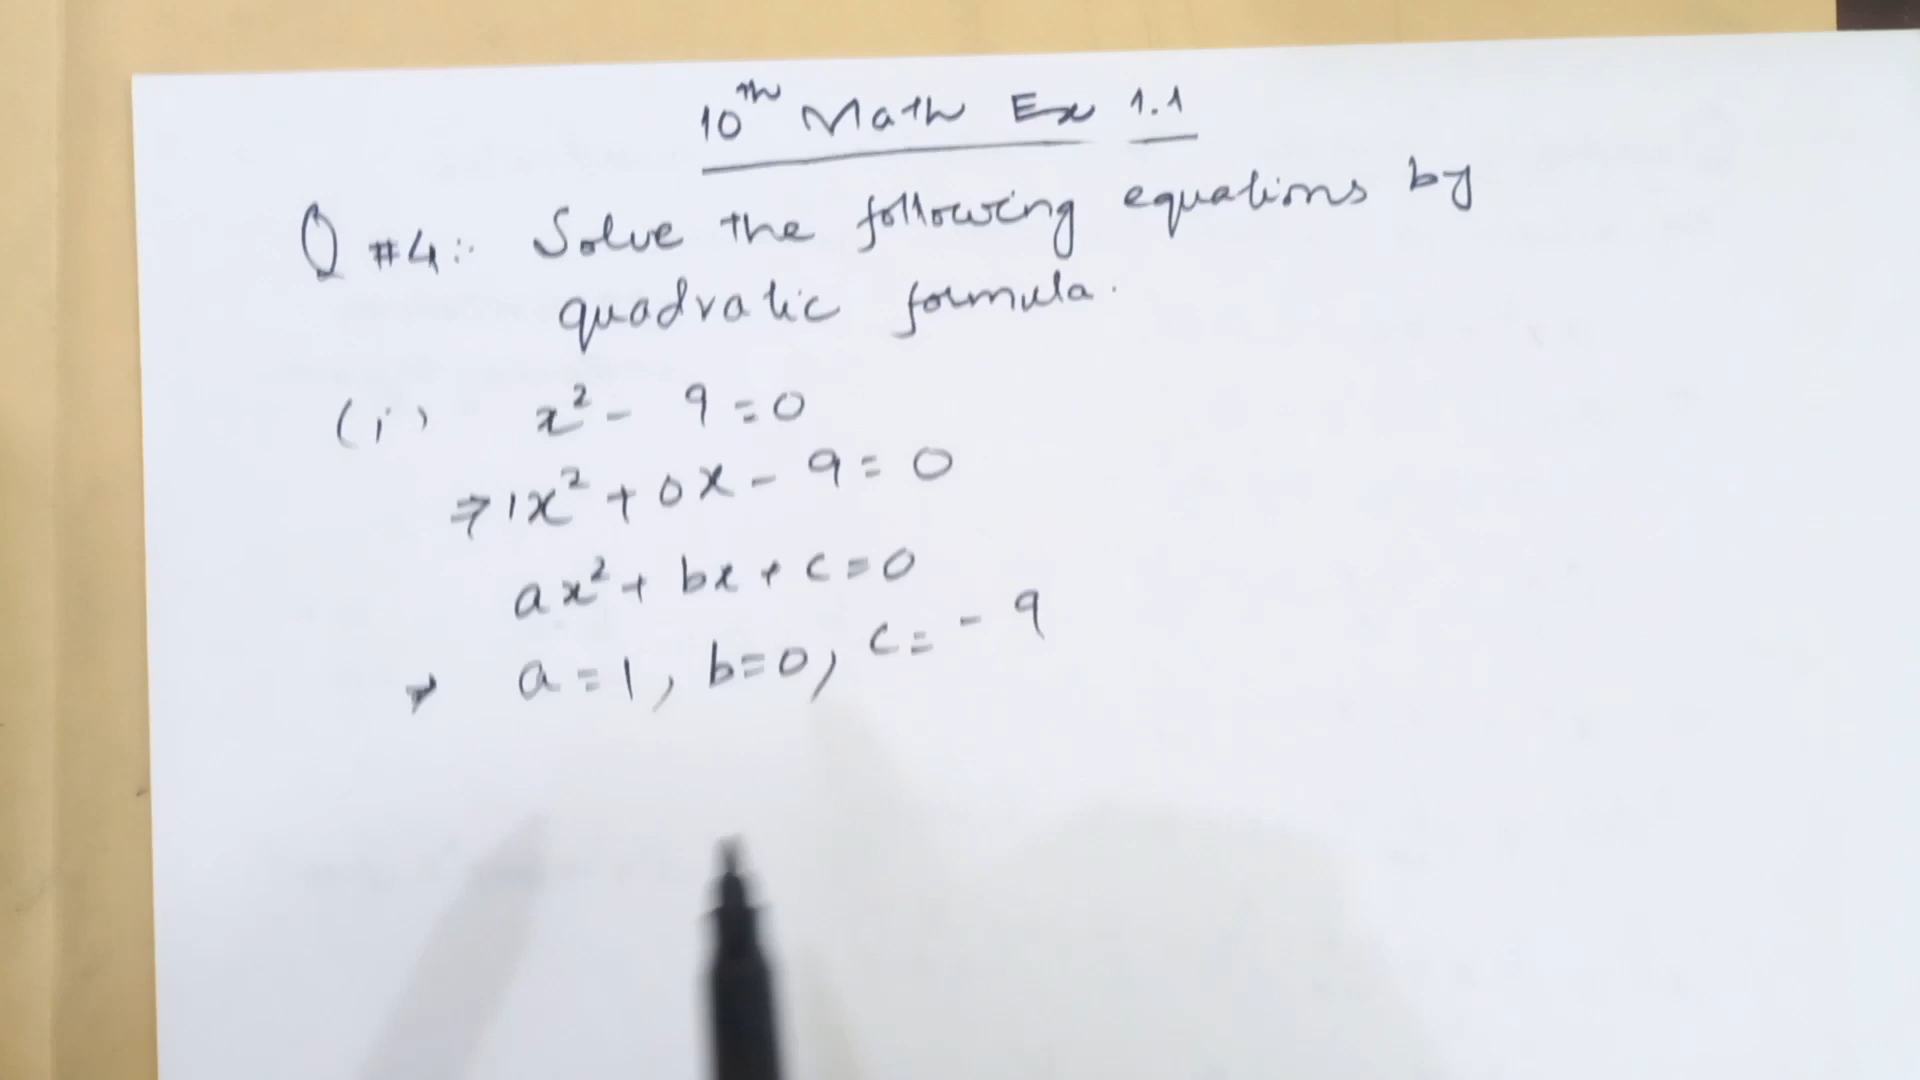 10th Math Ex 1.1
Q #4:- Solve the following equations by
quadratic formula.
(i) x² - 9 = 0
⇒ 1x² + 0x - 9 = 0
ax² + bx + c = 0
⇒ a = 1, b = 0, c = - 9